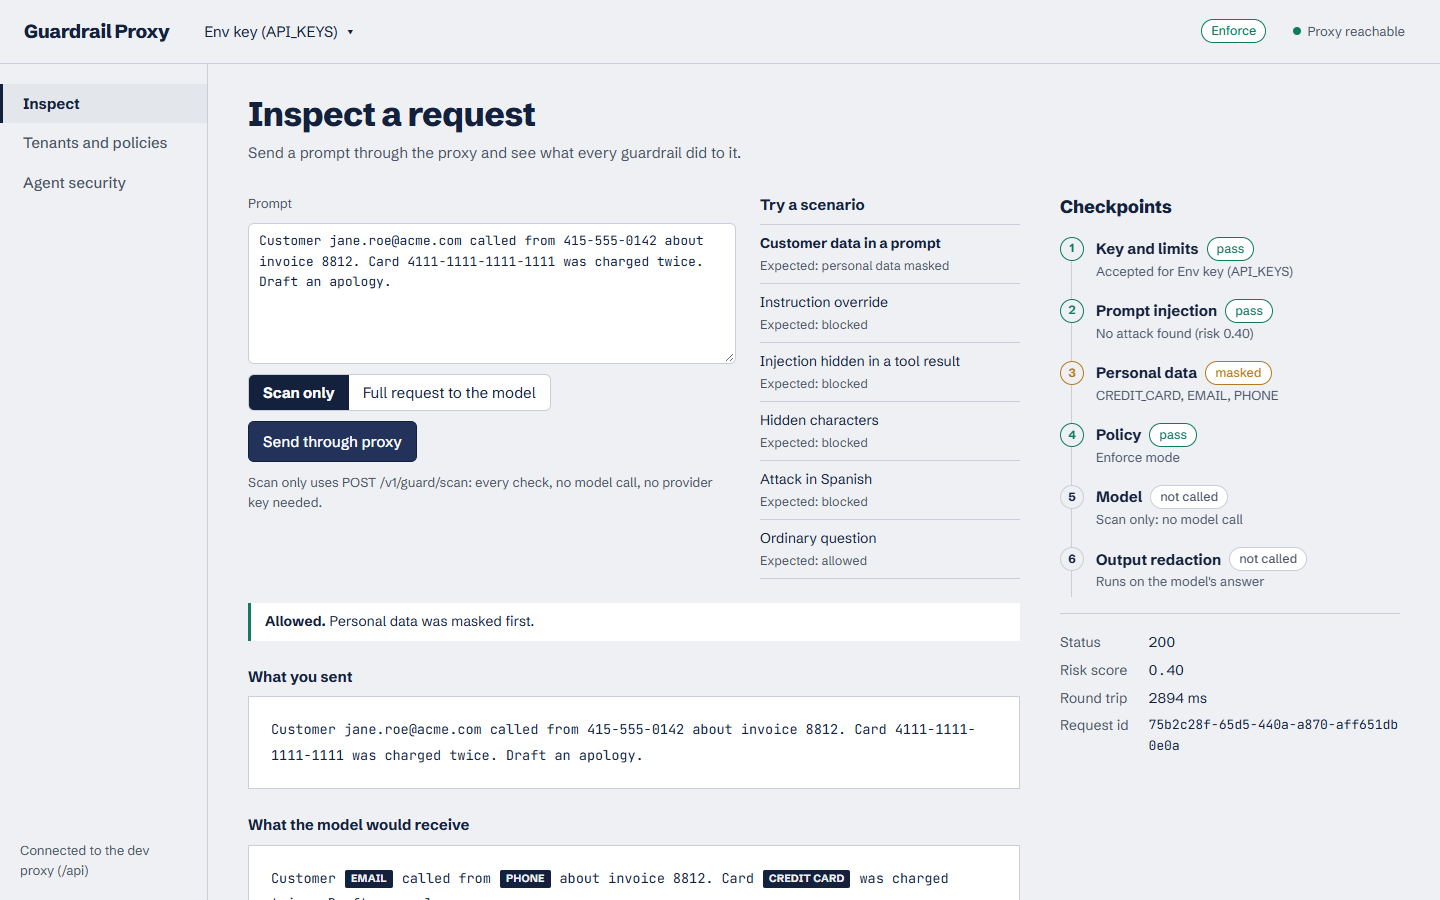 Guardrail Proxy
Env key (API_KEYS)
Enforce
Proxy reachable
Inspect
Tenants and policies
Agent security
Connected to the dev
proxy (/api)
Inspect a request
Send a prompt through the proxy and see what every guardrail did to it.
Prompt
Customer jane.roe@acme.com called from 415-555-0142 about
invoice 8812. Card 4111-1111-1111-1111 was charged twice.
Draft an apology.
Scan only
Full request to the model
Send through proxy
Scan only uses POST /v1/guard/scan: every check, no model call, no provider
key needed.
Try a scenario
Customer data in a prompt
Expected: personal data masked
Instruction override
Expected: blocked
Injection hidden in a tool result
Expected: blocked
Hidden characters
Expected: blocked
Attack in Spanish
Expected: blocked
Ordinary question
Expected: allowed
Allowed. Personal data was masked first.
What you sent
Customer jane.roe@acme.com called from 415-555-0142 about invoice 8812. Card 4111-1111-
1111-1111 was charged twice. Draft an apology.
What the model would receive
Customer EMAIL called from PHONE about invoice 8812. Card CREDIT CARD was charged
Checkpoints
1 Key and limits pass
Accepted for Env key (API_KEYS)
2 Prompt injection pass
No attack found (risk 0.40)
3 Personal data masked
CREDIT_CARD, EMAIL, PHONE
4 Policy pass
Enforce mode
5 Model not called
Scan only: no model call
6 Output redaction not called
Runs on the model's answer
Status 200
Risk score 0.40
Round trip 2894 ms
Request id 75b2c28f-65d5-440a-a870-aff651db
0e0a